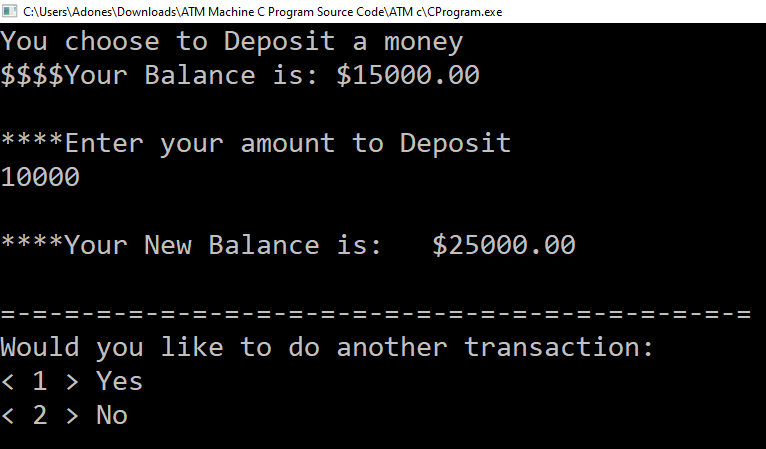 C:\Users\Adones\Downloads\ATM Machine C Program Source Code\ATM c\CProgram.exe
You choose to Deposit a money
$$$$Your Balance is: $15000.00
****Enter your amount to Deposit
10000
****Your New Balance is:   $25000.00
=-=-=-=-=-=-=-=-=-=-=-=-=-=-=-=-=-=-=-=-=-=-=-=
Would you like to do another transaction:
< 1 > Yes
< 2 > No